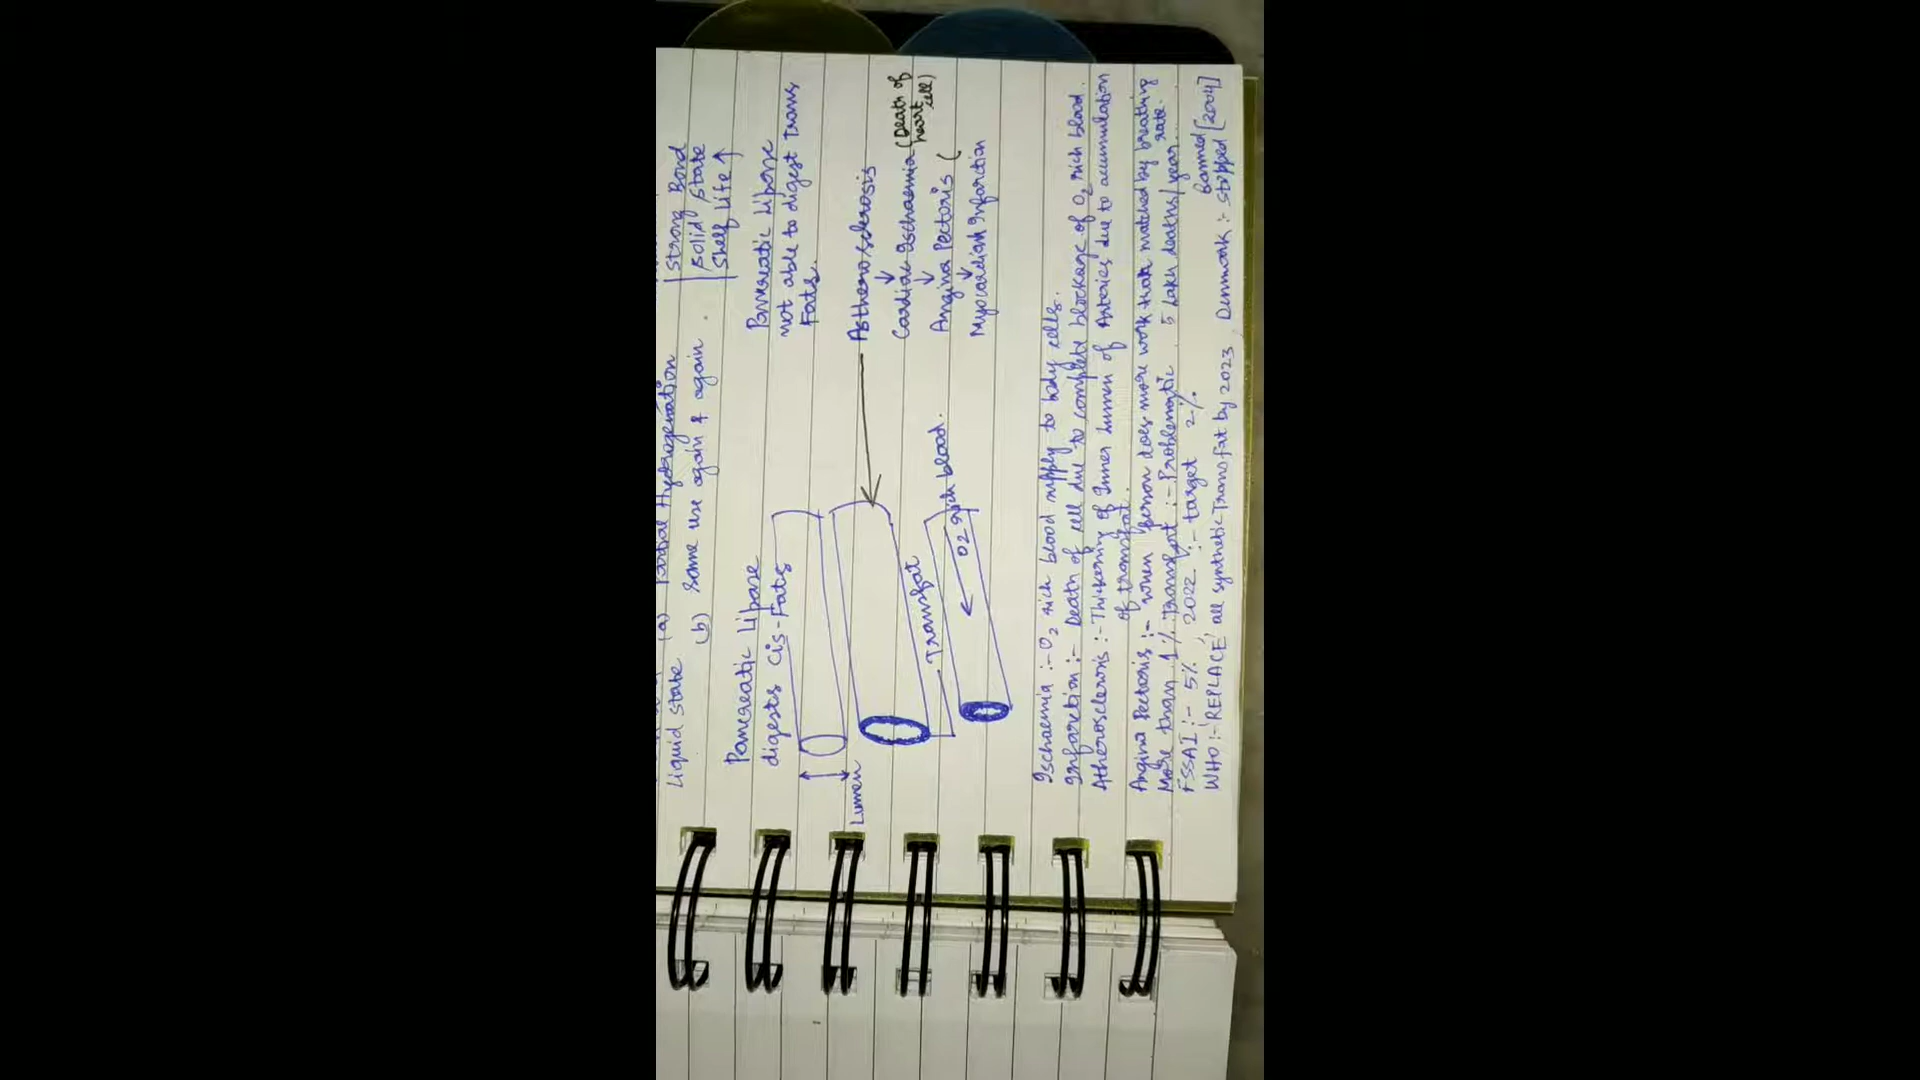 Liquid state (a) Partial Hydrogenation | Strong Bond
(b) Same use again & again . | Solid State
| Shelf Life ↑
Pancreatic Lipase
digests Cis-Fats
Pancreatic Lipase
not able to digest Trans
Fats.
Lumen
Astherosclerosis
↓
Cardiac Ischaemia (Death of
heart
cell)
↓
Angina Pectoris (
↓
Myocardiah Infarction
Transfat
← O2 rich blood.
Ischaemia :- O2 rich blood supply to body cells.
Infarction :- Death of cell due to complete blockage of O2 rich blood.
Atherosclerosis :- Thickening of Inner lumen of Arteries due to accumulation
of transfat.
Angina Pectoris :- when person does more work than matched by breathing
rate.
More than 1% Transfat :- Problematic 5 Lakh deaths/year
FSSAI :- 5%, 2022 :- target 2%
WHO :- 'REPLACE' all synthetic Transfat by 2023, Denmark :- stopped [2004]
banned